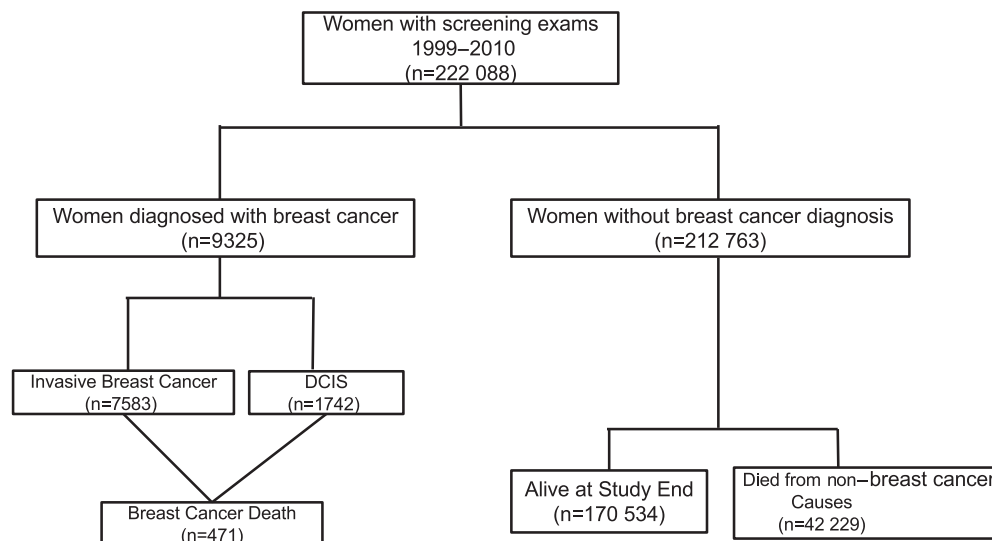 Women with screening exams
1999–2010
(n=222 088)
Women diagnosed with breast cancer
(n=9325)
Women without breast cancer diagnosis
(n=212 763)
Invasive Breast Cancer
(n=7583)
DCIS
(n=1742)
Breast Cancer Death
(n=471)
Alive at Study End
(n=170 534)
Died from non–breast cancer
Causes
(n=42 229)